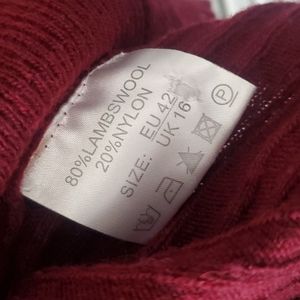 80%LAMBSWOOL
20%NYLON
SIZE: EU 42
UK 16
P